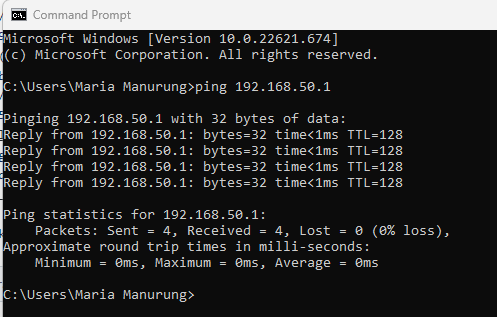 Command Prompt
Microsoft Windows [Version 10.0.22621.674]
(c) Microsoft Corporation. All rights reserved.
C:\Users\Maria Manurung>ping 192.168.50.1
Pinging 192.168.50.1 with 32 bytes of data:
Reply from 192.168.50.1: bytes=32 time<1ms TTL=128
Reply from 192.168.50.1: bytes=32 time<1ms TTL=128
Reply from 192.168.50.1: bytes=32 time<1ms TTL=128
Reply from 192.168.50.1: bytes=32 time<1ms TTL=128
Ping statistics for 192.168.50.1:
    Packets: Sent = 4, Received = 4, Lost = 0 (0% loss),
Approximate round trip times in milli-seconds:
    Minimum = 0ms, Maximum = 0ms, Average = 0ms
C:\Users\Maria Manurung>